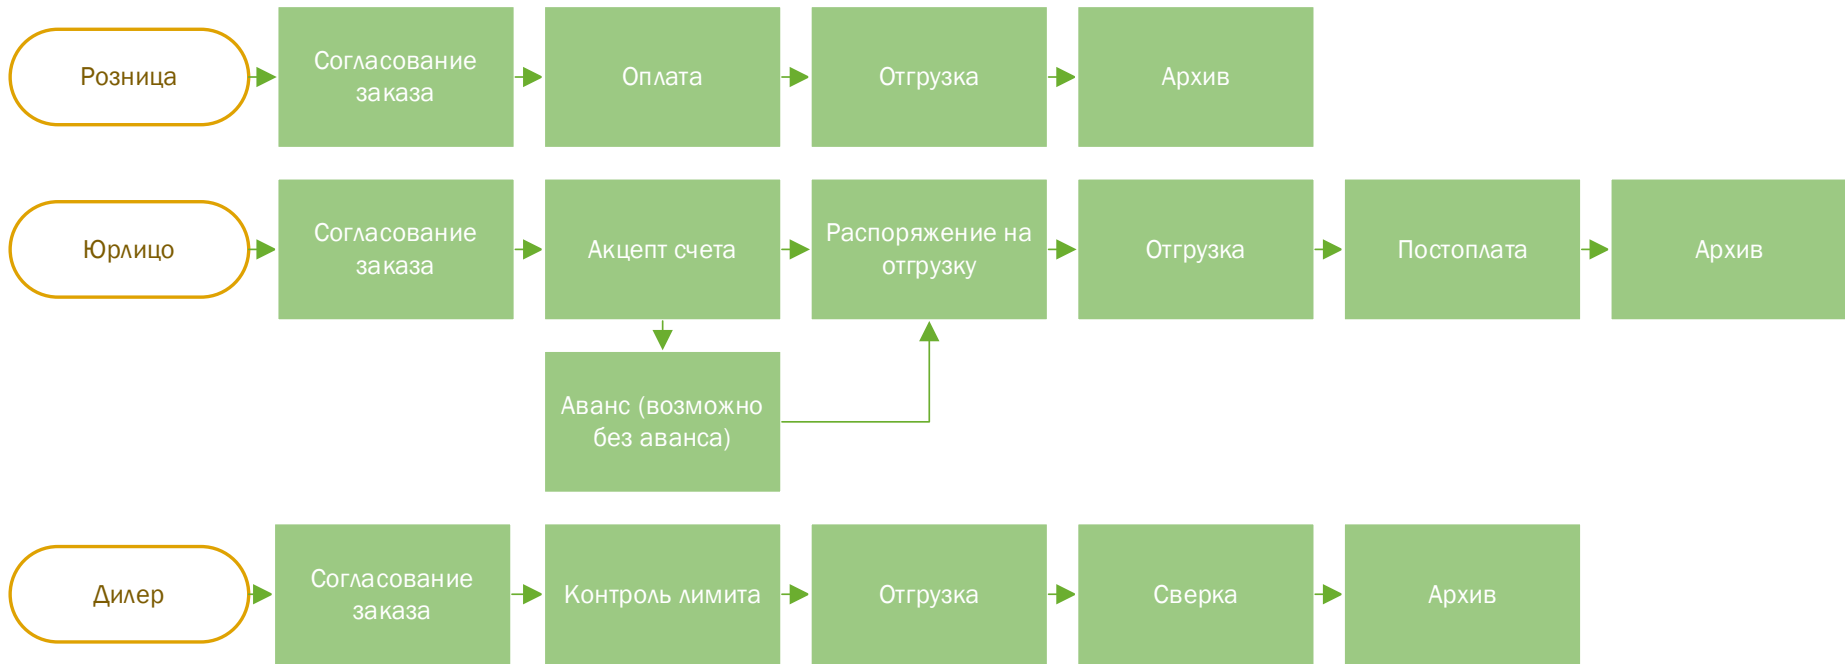 Розница
Согласование
заказа
Оплата
Отгрузка
Архив
Юрлицо
Согласование
заказа
Акцепт счета
Распоряжение на
отгрузку
Отгрузка
Постоплата
Архив
Аванс (возможно
без аванса)
Дилер
Согласование
заказа
Контроль лимита
Отгрузка
Сверка
Архив